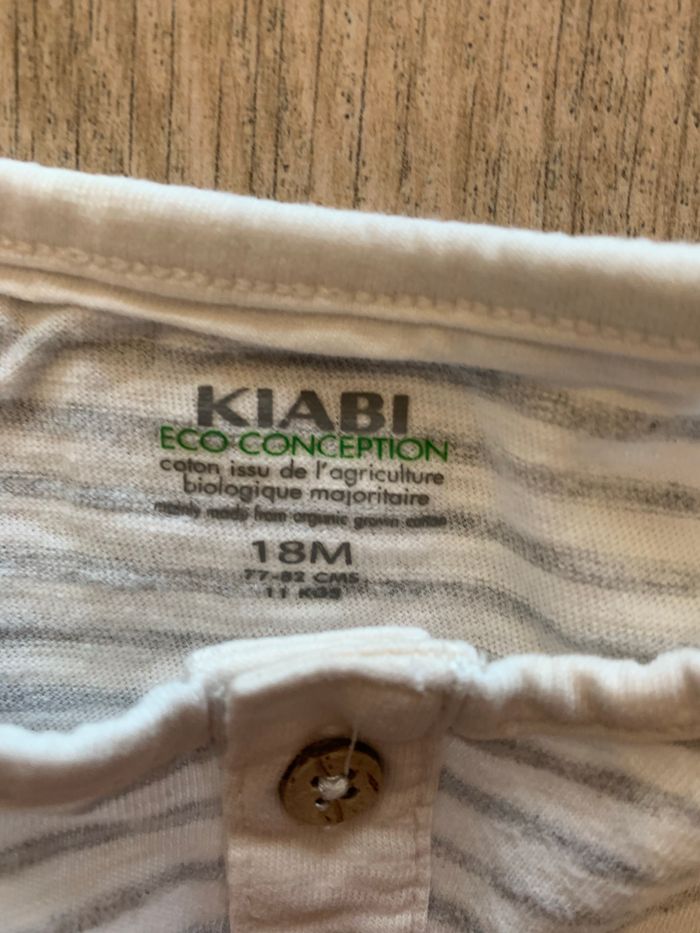 KIABI
ECO CONCEPTION
coton issu de l'agriculture
biologique majoritaire
mainly made from organic grown cotton
18M
77-82 CMS
11 KGS